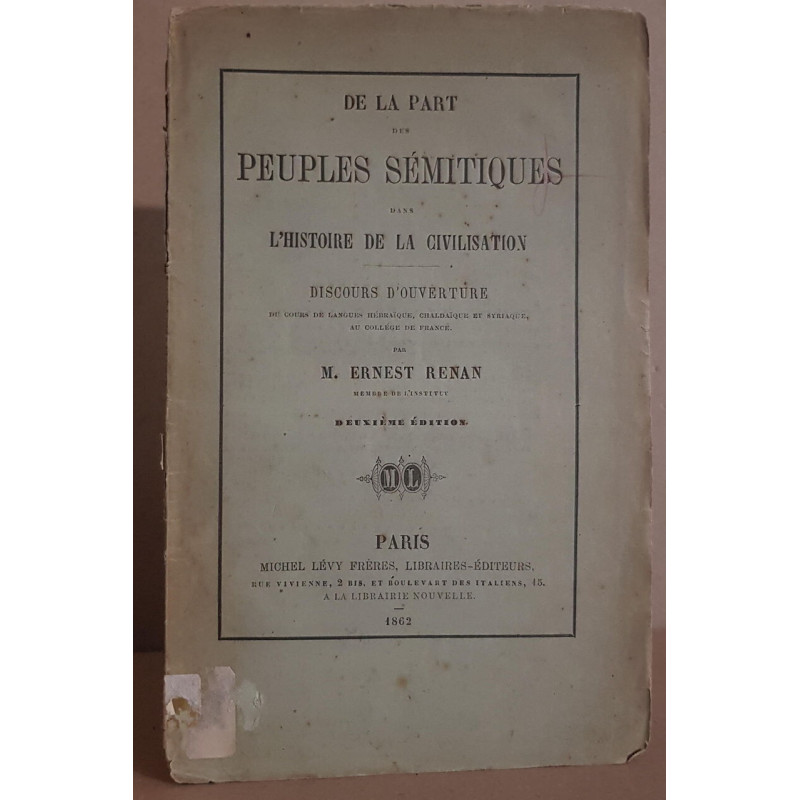 DE LA PART
DES
PEUPLES SÉMITIQUES
DANS
L'HISTOIRE DE LA CIVILISATION
DISCOURS D'OUVERTURE
DU COURS DE LANGUES HÉBRAÏQUE, CHALDAÏQUE ET SYRIAQUE,
AU COLLÉGE DE FRANCE.
PAR
M. ERNEST RENAN
MEMBRE DE L'INSTITUT
DEUXIÈME ÉDITION
ML
PARIS
MICHEL LÉVY FRÈRES, LIBRAIRES-ÉDITEURS,
RUE VIVIENNE, 2 BIS, ET BOULEVART DES ITALIENS, 15.
A LA LIBRAIRIE NOUVELLE.
1862